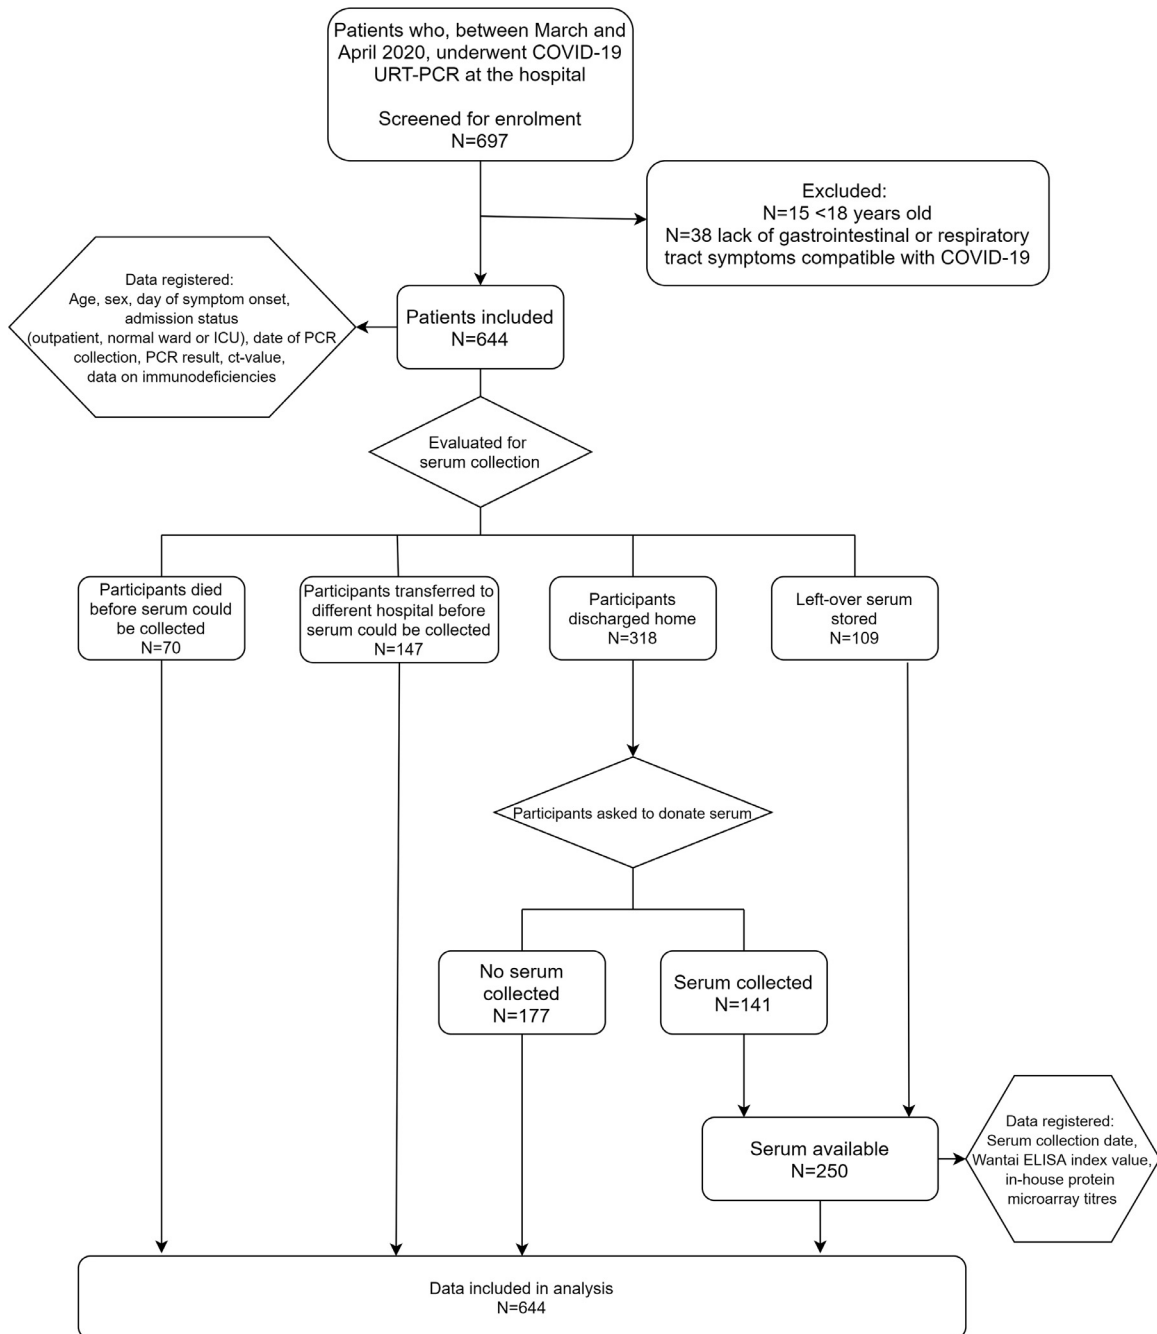 Patients who, between March and
April 2020, underwent COVID-19
URT-PCR at the hospital
Screened for enrolment
N=697
Excluded:
N=15 <18 years old
N=38 lack of gastrointestinal or respiratory
tract symptoms compatible with COVID-19
Data registered:
Age, sex, day of symptom onset,
admission status
(outpatient, normal ward or ICU), date of PCR
collection, PCR result, ct-value,
data on immunodeficiencies
Patients included
N=644
Evaluated for
serum collection
Participants died
before serum could
be collected
N=70
Participants transferred to
different hospital before
serum could be collected
N=147
Participants
discharged home
N=318
Left-over serum
stored
N=109
Participants asked to donate serum
No serum
collected
N=177
Serum collected
N=141
Serum available
N=250
Data registered:
Serum collection date,
Wantai ELISA index value,
in-house protein
microarray titres
Data included in analysis
N=644